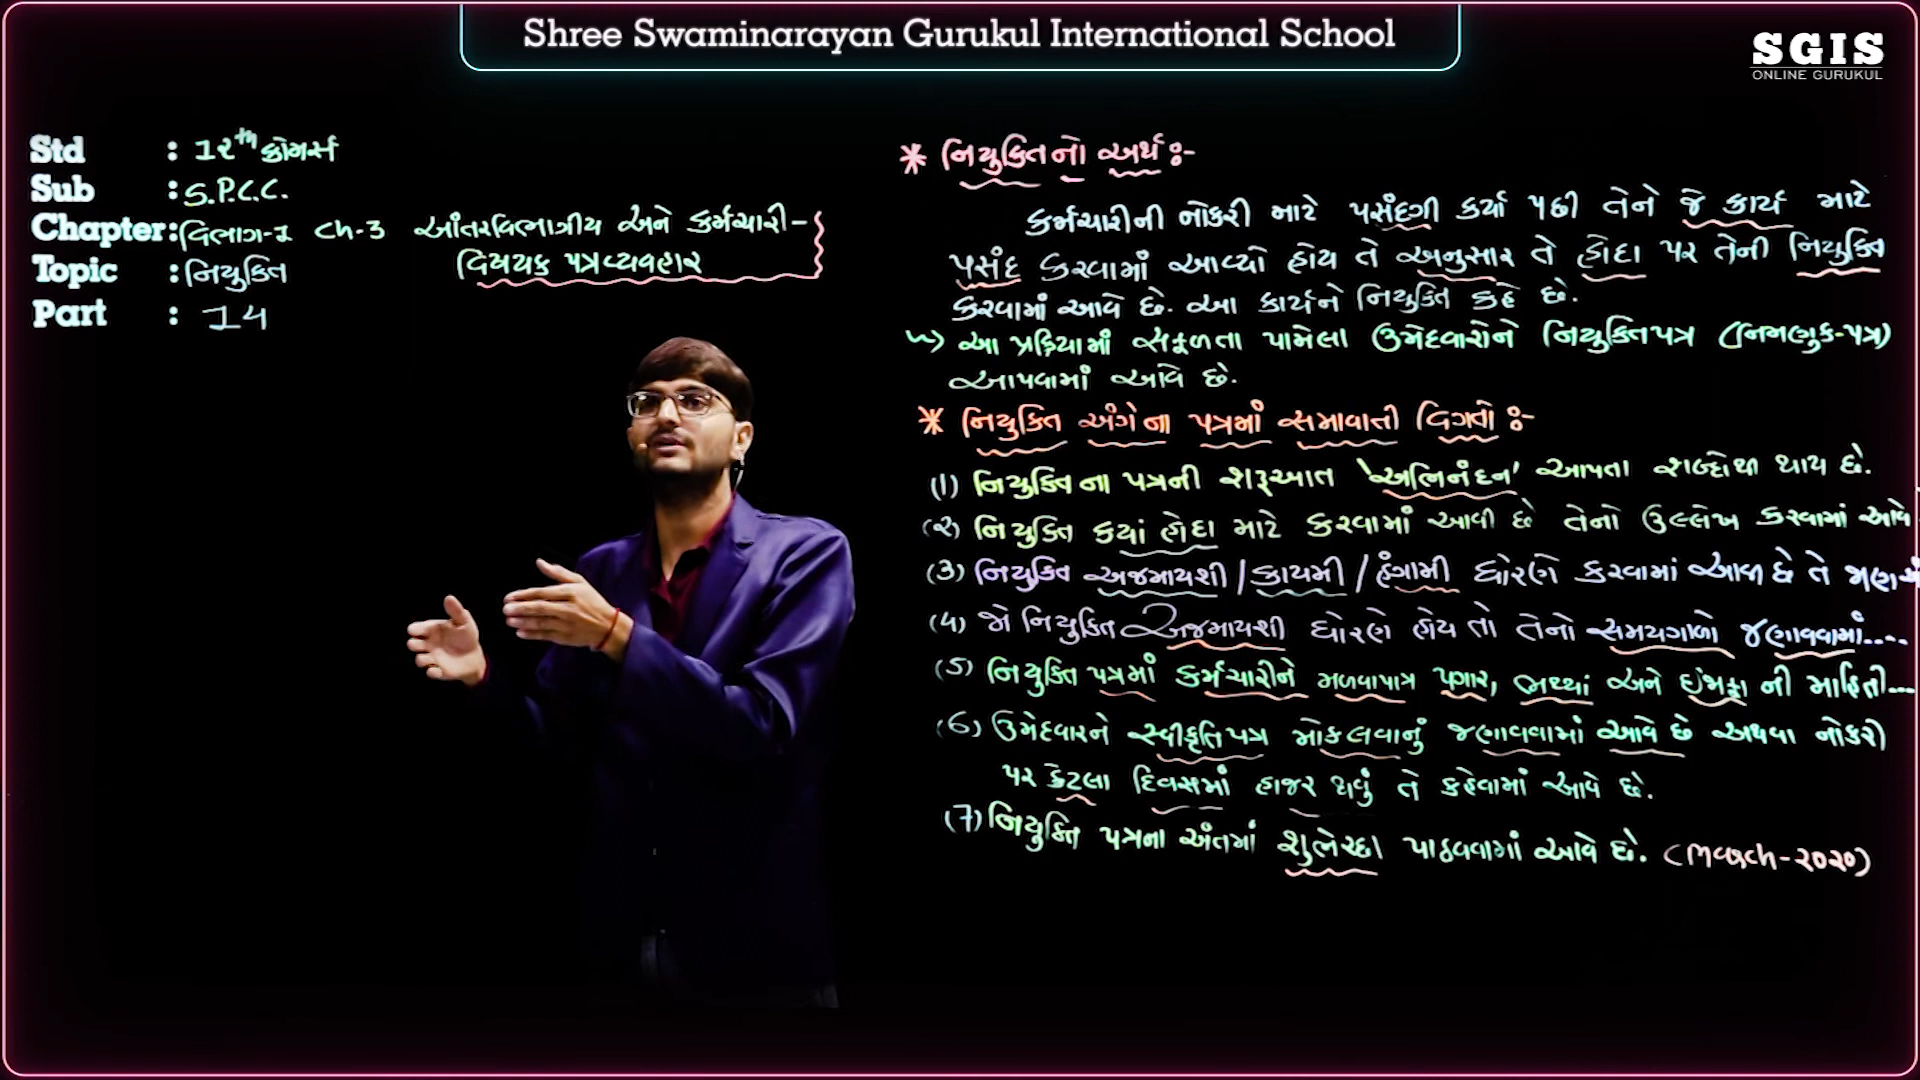 Shree Swaminarayan Gurukul International School
SGIS
ONLINE GURUKUL
Std : 12th કોમર્સ
Sub : S.P.C.C.
Chapter : વિભાગ-1 Ch-3 આંતરવિભાગીય અને કર્મચારી-
વિષયક પત્રવ્યવહાર
Topic : નિયુકિત
Part : 14
* નિયુકિતનો અર્થ :-
કર્મચારીની નોકરી માટે પસંદગી કર્યા પછી તેને જે કાર્ય માટે
પસંદ કરવામાં આવ્યો હોય તે અનુસાર તે હોદા પર તેની નિયુકિત
કરવામાં આવે છે. આ કાર્યને નિયુકિત કહે છે.
આ પ્રક્રિયામાં સફળતા પામેલા ઉમેદવારોને નિયુકિતપત્ર (નિમણુક-પત્ર)
આપવામાં આવે છે.
* નિયુકિત અંગેના પત્રમાં સમાવાતી વિગતો :-
(1) નિયુકિતના પત્રની શરૂઆત 'અભિનંદન' આપતા શબ્દોથી થાય છે.
(૨) નિયુકિત કયાં હોદા માટે કરવામાં આવી છે તેનો ઉલ્લેખ કરવામાં આવે
(3) નિયુકિત અજમાયશી / કાયમી / હંગામી ધોરણે કરવામાં આવી છે તે
(4) જો નિયુકિત અજમાયશી ધોરણે હોય તો તેનો સમયગાળો જણાવવામાં....
(5) નિયુકિત પત્રમાં કર્મચારીને મળવાપાત્ર પગાર, ભથ્થાં અને ઇજાફા ની માહિતી...
(6) ઉમેદવારને સ્વીકૃતિપત્ર મોકલવાનું જણાવવામાં આવે છે અથવા નોકરી
પર કેટલા દિવસમાં હાજર થવું તે કહેવામાં આવે છે.
(7) નિયુકિત પત્રના અંતમાં શુભેચ્છા પાઠવવામાં આવે છે. (March-૨૦૨૦)